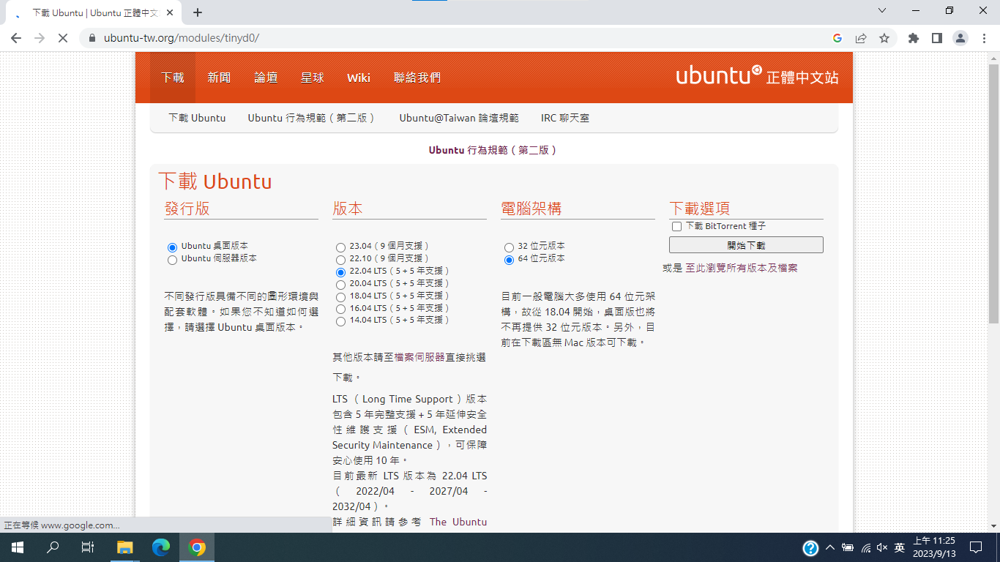 下載 Ubuntu | Ubuntu 正體中文
ubuntu-tw.org/modules/tinyd0/
下載 新聞 論壇 星球 Wiki 聯絡我們 ubuntu 正體中文站
下載 Ubuntu Ubuntu 行為規範（第二版） Ubuntu@Taiwan 論壇規範 IRC 聊天室
Ubuntu 行為規範（第二版）
下載 Ubuntu
發行版
Ubuntu 桌面版本
Ubuntu 伺服器版本
不同發行版具備不同的圖形環境與
配套軟體。如果您不知道如何選
擇，請選擇 Ubuntu 桌面版本。
版本
23.04（9 個月支援）
22.10（9 個月支援）
22.04 LTS（5 + 5 年支援）
20.04 LTS（5 + 5 年支援）
18.04 LTS（5 + 5 年支援）
16.04 LTS（5 + 5 年支援）
14.04 LTS（5 + 5 年支援）
其他版本請至檔案伺服器直接挑選
下載。
LTS（Long Time Support）版本
包含 5 年完整支援 + 5 年延伸安全
性維護支援（ESM, Extended
Security Maintenance），可保障
安心使用 10 年。
目前最新 LTS 版本為 22.04 LTS
（2022/04 - 2027/04 -
2032/04）。
詳細資訊請參考 The Ubuntu
電腦架構
32 位元版本
64 位元版本
目前一般電腦大多使用 64 位元架
構，故從 18.04 開始，桌面版也將
不再提供 32 位元版本。另外，目
前在下載區無 Mac 版本可下載。
下載選項
下載 BitTorrent 種子
開始下載
或是 至此瀏覽所有版本及檔案
正在等候 www.google.com...
英
上午 11:25
2023/9/13